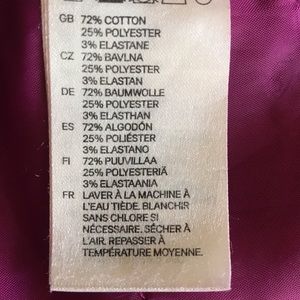 GB 72% COTTON
25% POLYESTER
3% ELASTANE
CZ 72% BAVLNA
25% POLYESTER
3% ELASTAN
DE 72% BAUMWOLLE
25% POLYESTER
3% ELASTHAN
ES 72% ALGODÓN
25% POLIÉSTER
3% ELASTANO
FI 72% PUUVILLAA
25% POLYESTERIÄ
3% ELASTAANIA
FR LAVER À LA MACHINE À
L'EAU TIÈDE. BLANCHIR
SANS CHLORE SI
NÉCESSAIRE. SÉCHER À
L'AIR. REPASSER À
TEMPÉRATURE MOYENNE.